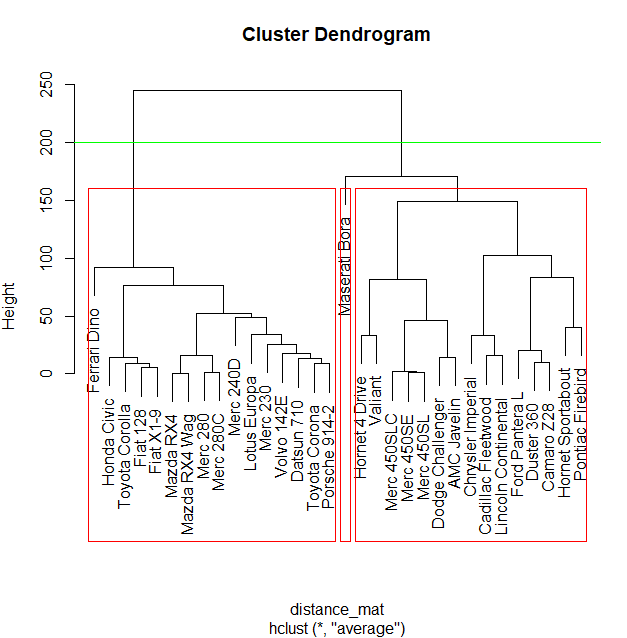 Cluster Dendrogram
Height
250
200
150
100
50
0
Ferrari Dino
Honda Civic
Toyota Corolla
Fiat 128
Fiat X1-9
Mazda RX4
Mazda RX4 Wag
Merc 280
Merc 280C
Merc 240D
Lotus Europa
Merc 230
Volvo 142E
Datsun 710
Toyota Corona
Porsche 914-2
Maserati Bora
Hornet 4 Drive
Valiant
Merc 450SLC
Merc 450SE
Merc 450SL
Dodge Challenger
AMC Javelin
Chrysler Imperial
Cadillac Fleetwood
Lincoln Continental
Ford Pantera L
Duster 360
Camaro Z28
Hornet Sportabout
Pontiac Firebird
distance_mat
hclust (*, "average")